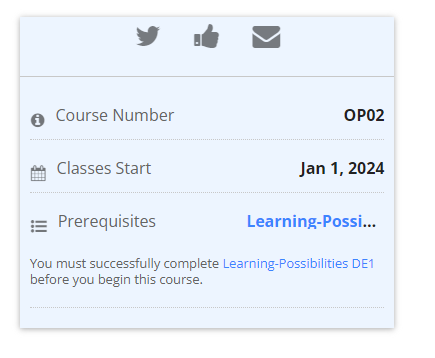 Course Number OP02
Classes Start Jan 1, 2024
Prerequisites Learning-Possi...
You must successfully complete Learning-Possibilities DE1
before you begin this course.